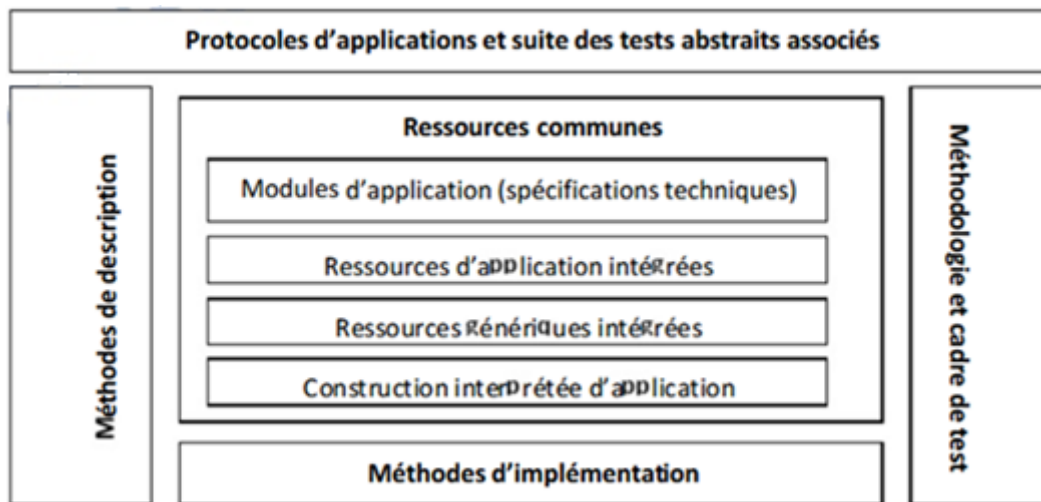 Protocoles d'applications et suite des tests abstraits associés
Méthodes de description
Ressources communes
Modules d'application (spécifications techniques)
Ressources d'application intégrées
Ressources génériques intégrées
Construction interprétée d'application
Méthodes d'implémentation
Méthodologie et cadre de test